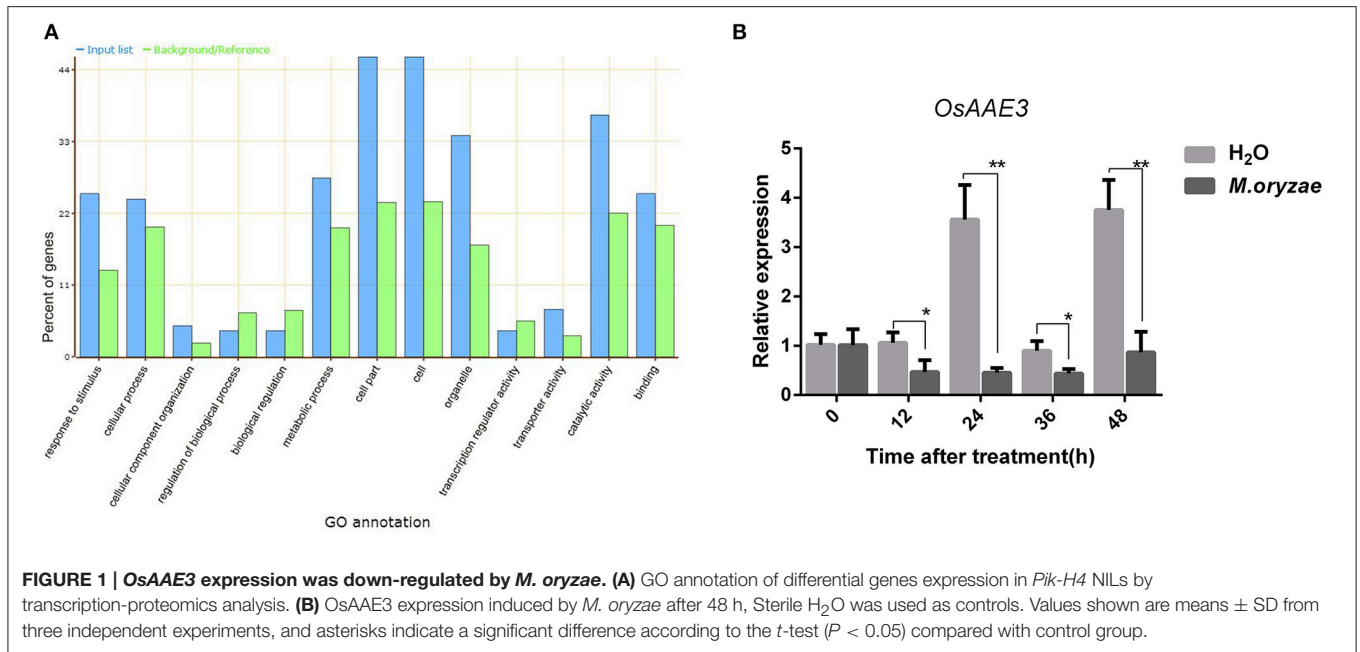 A
Input list
Background/Reference
44
33
22
11
0
Percent of genes
response to stimulus
cellular process
cellular component organization
regulation of biological process
biological regulation
metabolic process
cell part
cell
organelle
transcription regulator activity
transporter activity
catalytic activity
binding
GO annotation
B
OsAAE3
H₂O
M.oryzae
5
4
3
2
1
0
Relative expression
*
**
*
**
0
12
24
36
48
Time after treatment(h)
FIGURE 1 | OsAAE3 expression was down-regulated by M. oryzae. (A) GO annotation of differential genes expression in Pik-H4 NILs by
transcription-proteomics analysis. (B) OsAAE3 expression induced by M. oryzae after 48 h, Sterile H₂O was used as controls. Values shown are means ± SD from
three independent experiments, and asterisks indicate a significant difference according to the t-test (P < 0.05) compared with control group.